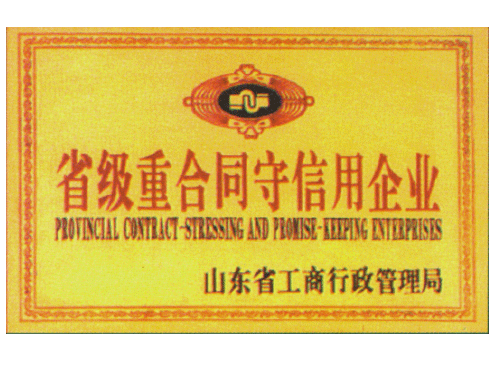 省级重合同守信用企业
PROVINCIAL CONTRACT-STRESSING AND PROMISE-KEEPING ENTERPRISES
山东省工商行政管理局